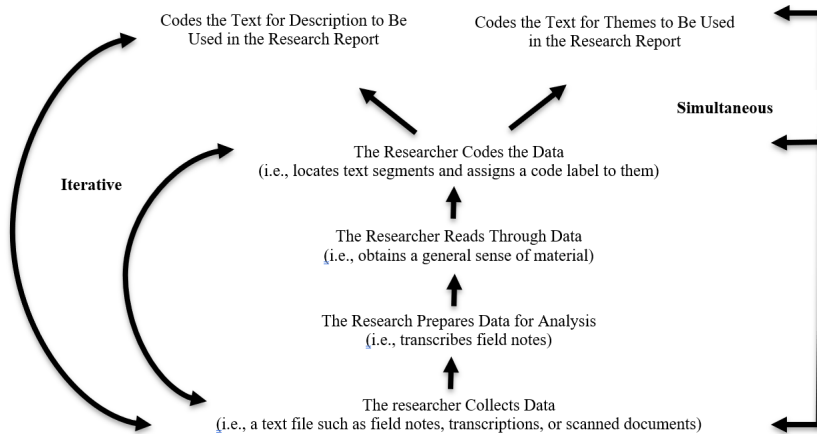 Codes the Text for Description to Be
Used in the Research Report
Codes the Text for Themes to Be Used
in the Research Report
Simultaneous
The Researcher Codes the Data
(i.e., locates text segments and assigns a code label to them)
Iterative
The Researcher Reads Through Data
(i.e., obtains a general sense of material)
The Research Prepares Data for Analysis
(i.e., transcribes field notes)
The researcher Collects Data
(i.e., a text file such as field notes, transcriptions, or scanned documents)